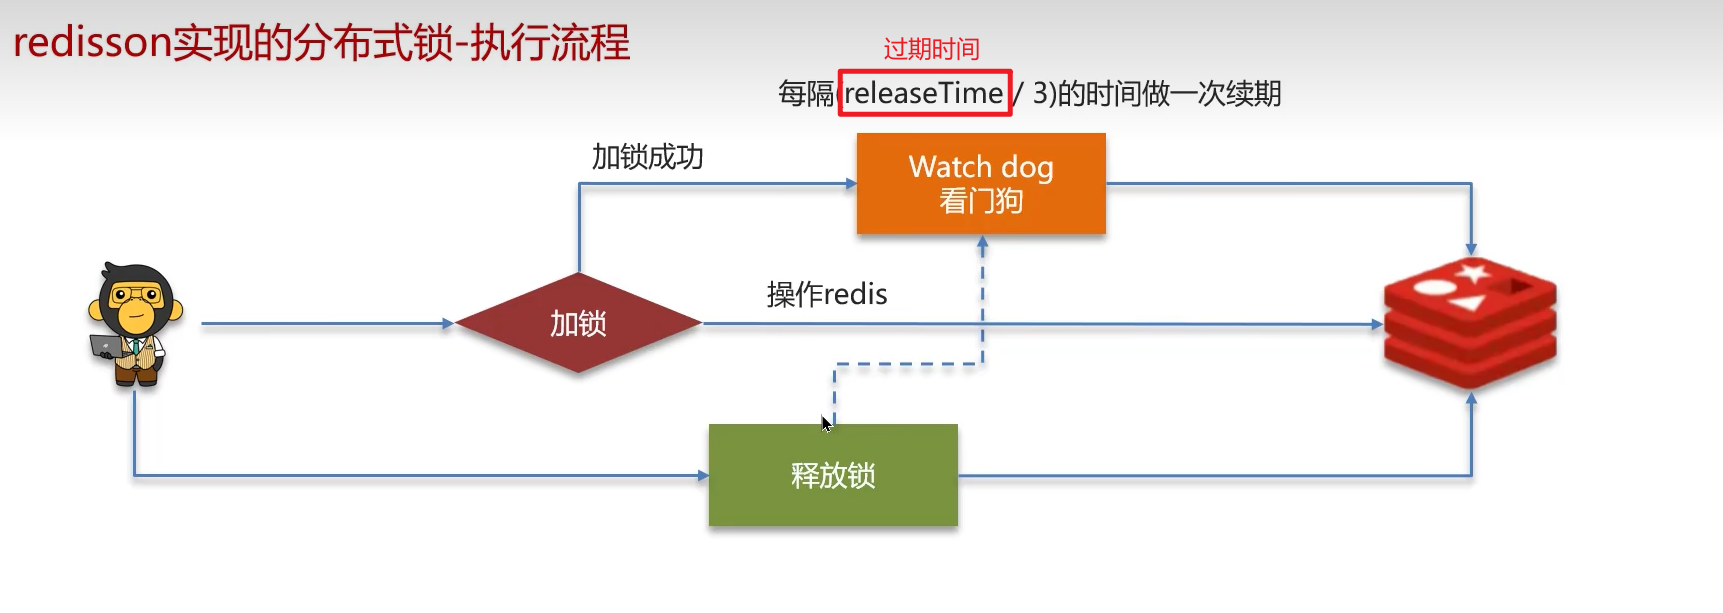 redisson实现的分布式锁-执行流程
过期时间
每隔(releaseTime / 3)的时间做一次续期
加锁成功
Watch dog
看门狗
操作redis
加锁
释放锁